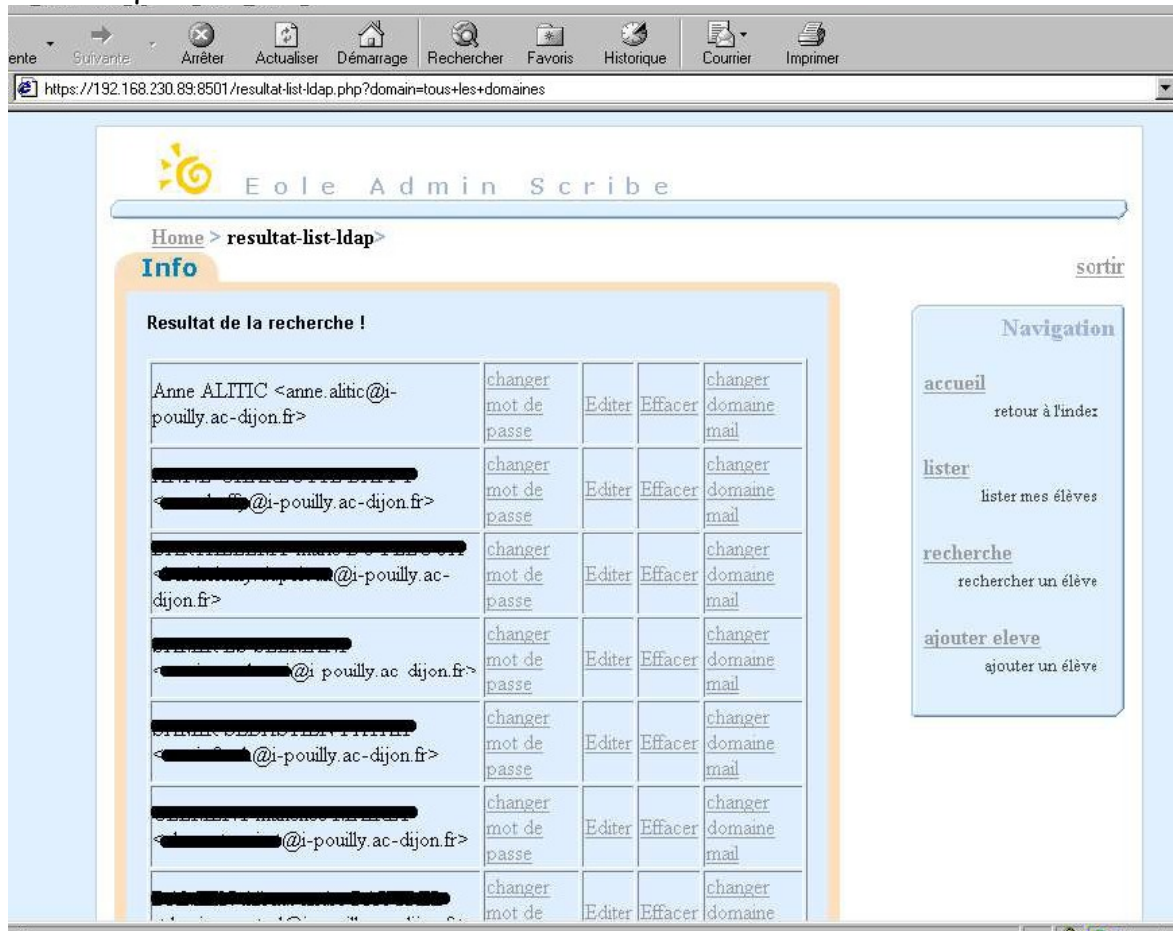 ente Suivante Arrêter Actualiser Démarrage Rechercher Favoris Historique Courrier Imprimer
https://192.168.230.89:8501/resultat-list-ldap.php?domain=tous+les+domaines
Eole Admin Scribe
Home > resultat-list-ldap>
Info
sortir
Resultat de la recherche !
Anne ALITIC <anne.alitic@i-
pouilly.ac-dijon.fr>
changer
mot de
passe
Editer
Effacer
changer
domaine
mail
@i-pouilly.ac-dijon.fr>
changer
mot de
passe
Editer
Effacer
changer
domaine
mail
@i-pouilly.ac-
dijon.fr>
changer
mot de
passe
Editer
Effacer
changer
domaine
mail
@i pouilly.ac dijon.fr>
changer
mot de
passe
Editer
Effacer
changer
domaine
mail
@i-pouilly.ac-dijon.fr>
changer
mot de
passe
Editer
Effacer
changer
domaine
mail
@i-pouilly.ac-dijon.fr>
changer
mot de
passe
Editer
Effacer
changer
domaine
mail
changer
mot de
Editer
Effacer
changer
domaine
Navigation
accueil
retour à l'index
lister
lister mes élèves
recherche
rechercher un élève
ajouter eleve
ajouter un élève